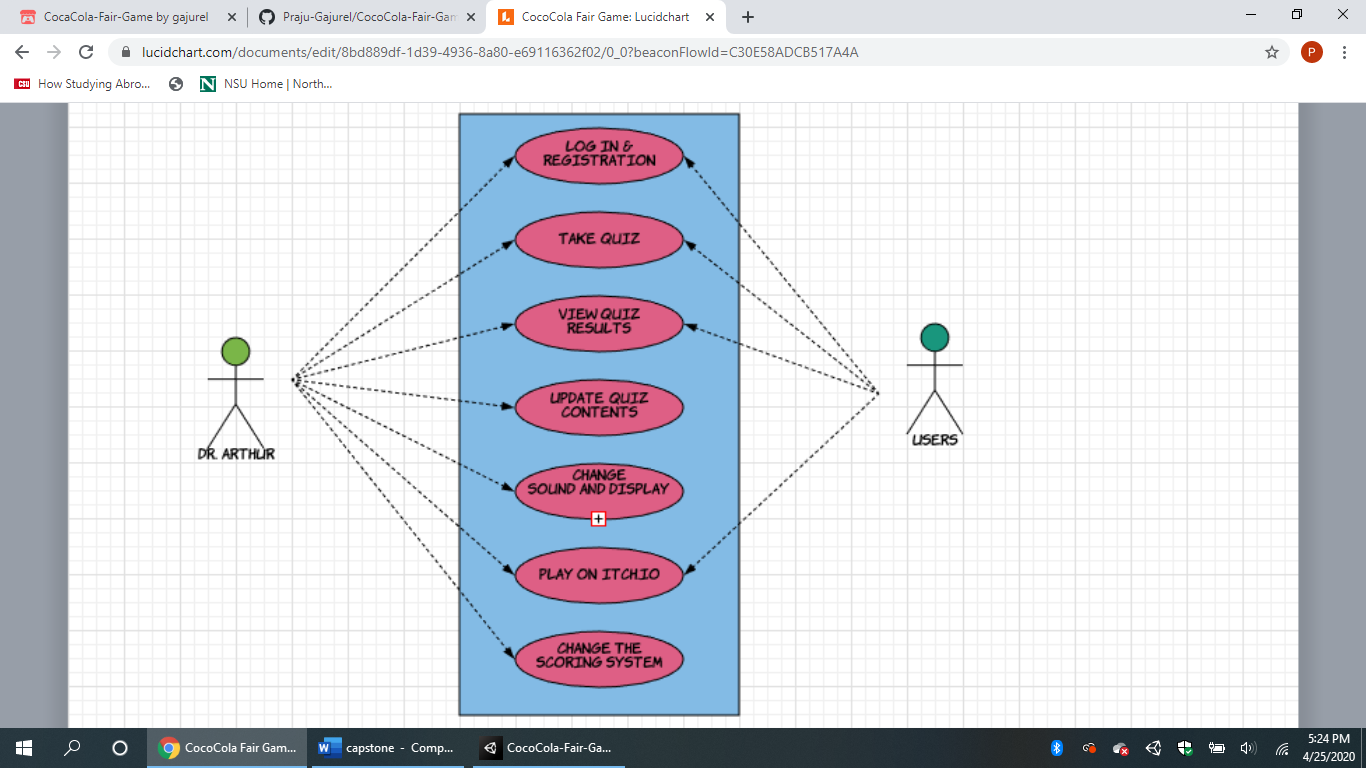 CocaCola-Fair-Game by gajurel
Praju-Gajurel/CocoCola-Fair-Gam
CocoCola Fair Game: Lucidchart
lucidchart.com/documents/edit/8bd889df-1d39-4936-8a80-e69116362f02/0_0?beaconFlowId=C30E58ADCB517A4A
P
CSU How Studying Abro...
N NSU Home | North...
LOG IN &
REGISTRATION
TAKE QUIZ
VIEW QUIZ
RESULTS
UPDATE QUIZ
CONTENTS
CHANGE
SOUND AND DISPLAY
PLAY ON ITCH.IO
CHANGE THE
SCORING SYSTEM
DR. ARTHUR
USERS
CocoCola Fair Gam...
W capstone - Comp...
CocoCola-Fair-Ga...
5:24 PM
4/25/2020